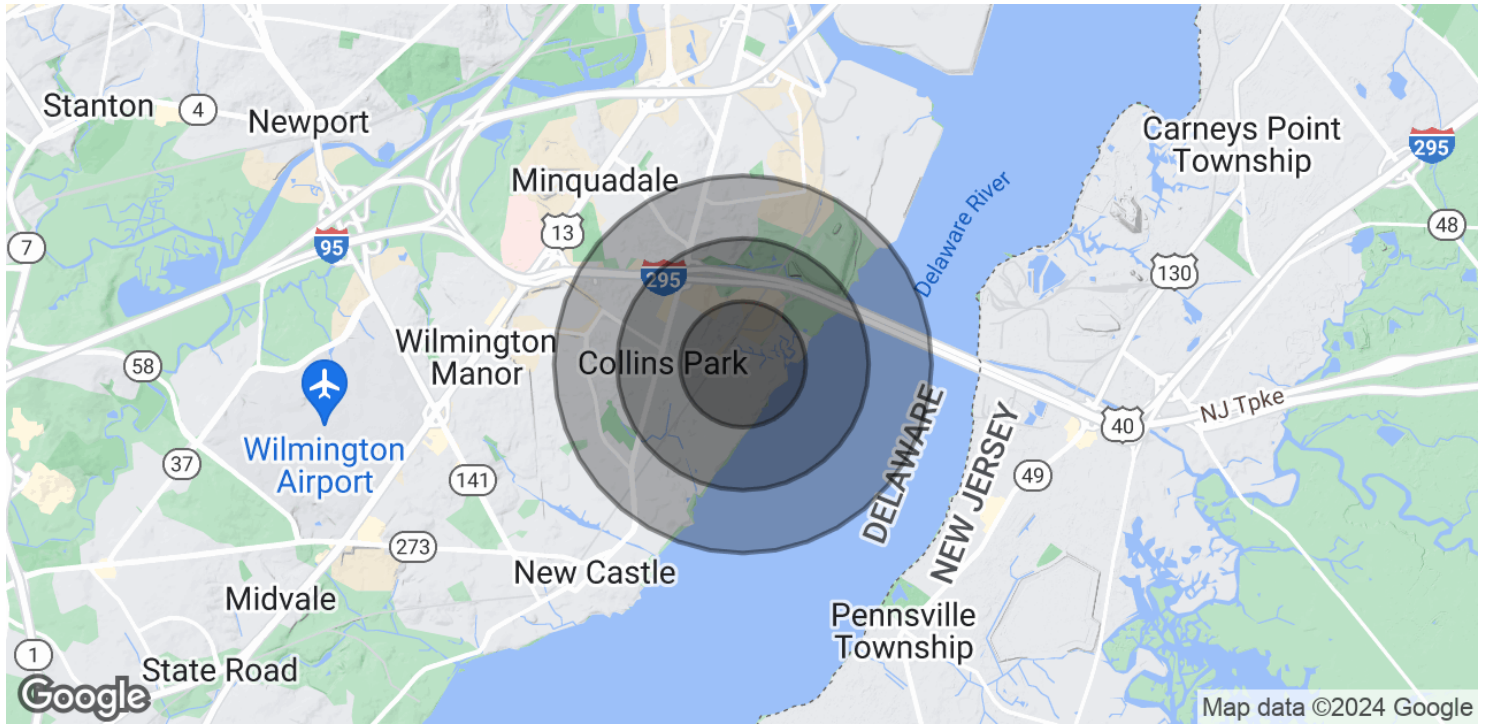 Stanton
4
Newport
Carneys Point
Township
295
Minquadale
Delaware River
48
7
95
13
130
295
58
Wilmington
Manor
Collins Park
NJ Tpke
40
DELAWARE
NEW JERSEY
Wilmington
Airport
37
141
49
273
New Castle
Midvale
Pennsville
Township
1
State Road
Google
Map data ©2024 Google